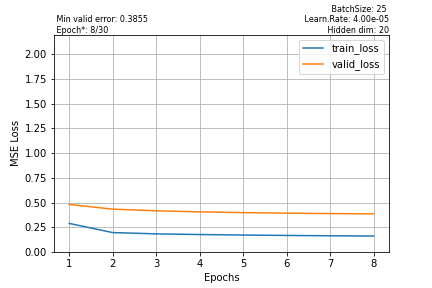 BatchSize: 25
Min valid error: 0.3855
Learn.Rate: 4.00e-05
Epoch*: 8/30
Hidden dim: 20
train_loss
valid_loss
2.00
1.75
1.50
1.25
1.00
0.75
0.50
0.25
0.00
MSE Loss
1 2 3 4 5 6 7 8
Epochs